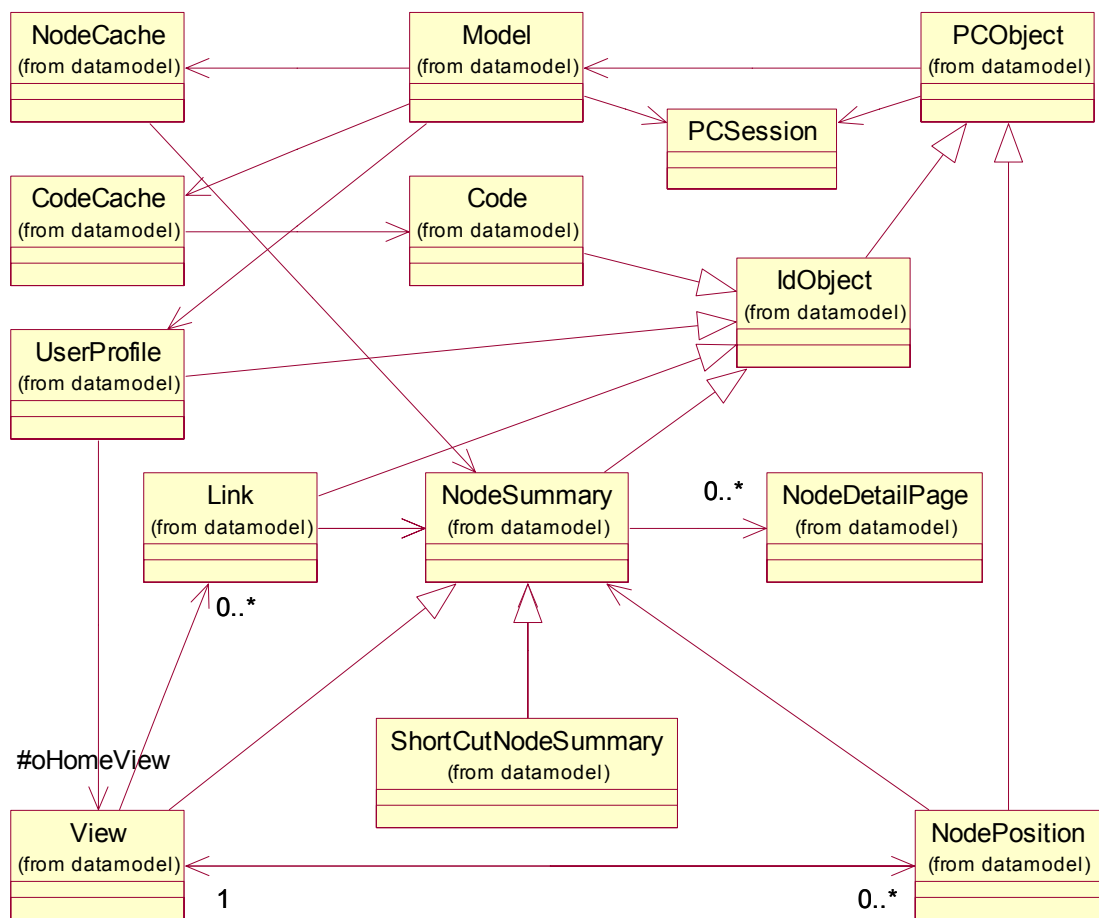 NodeCache
(from datamodel)
Model
(from datamodel)
PCObject
(from datamodel)
PCSession
CodeCache
(from datamodel)
Code
(from datamodel)
IdObject
(from datamodel)
UserProfile
(from datamodel)
Link
(from datamodel)
NodeSummary
(from datamodel)
0..*
NodeDetailPage
(from datamodel)
0..*
ShortCutNodeSummary
(from datamodel)
#oHomeView
View
(from datamodel)
NodePosition
(from datamodel)
1
0..*